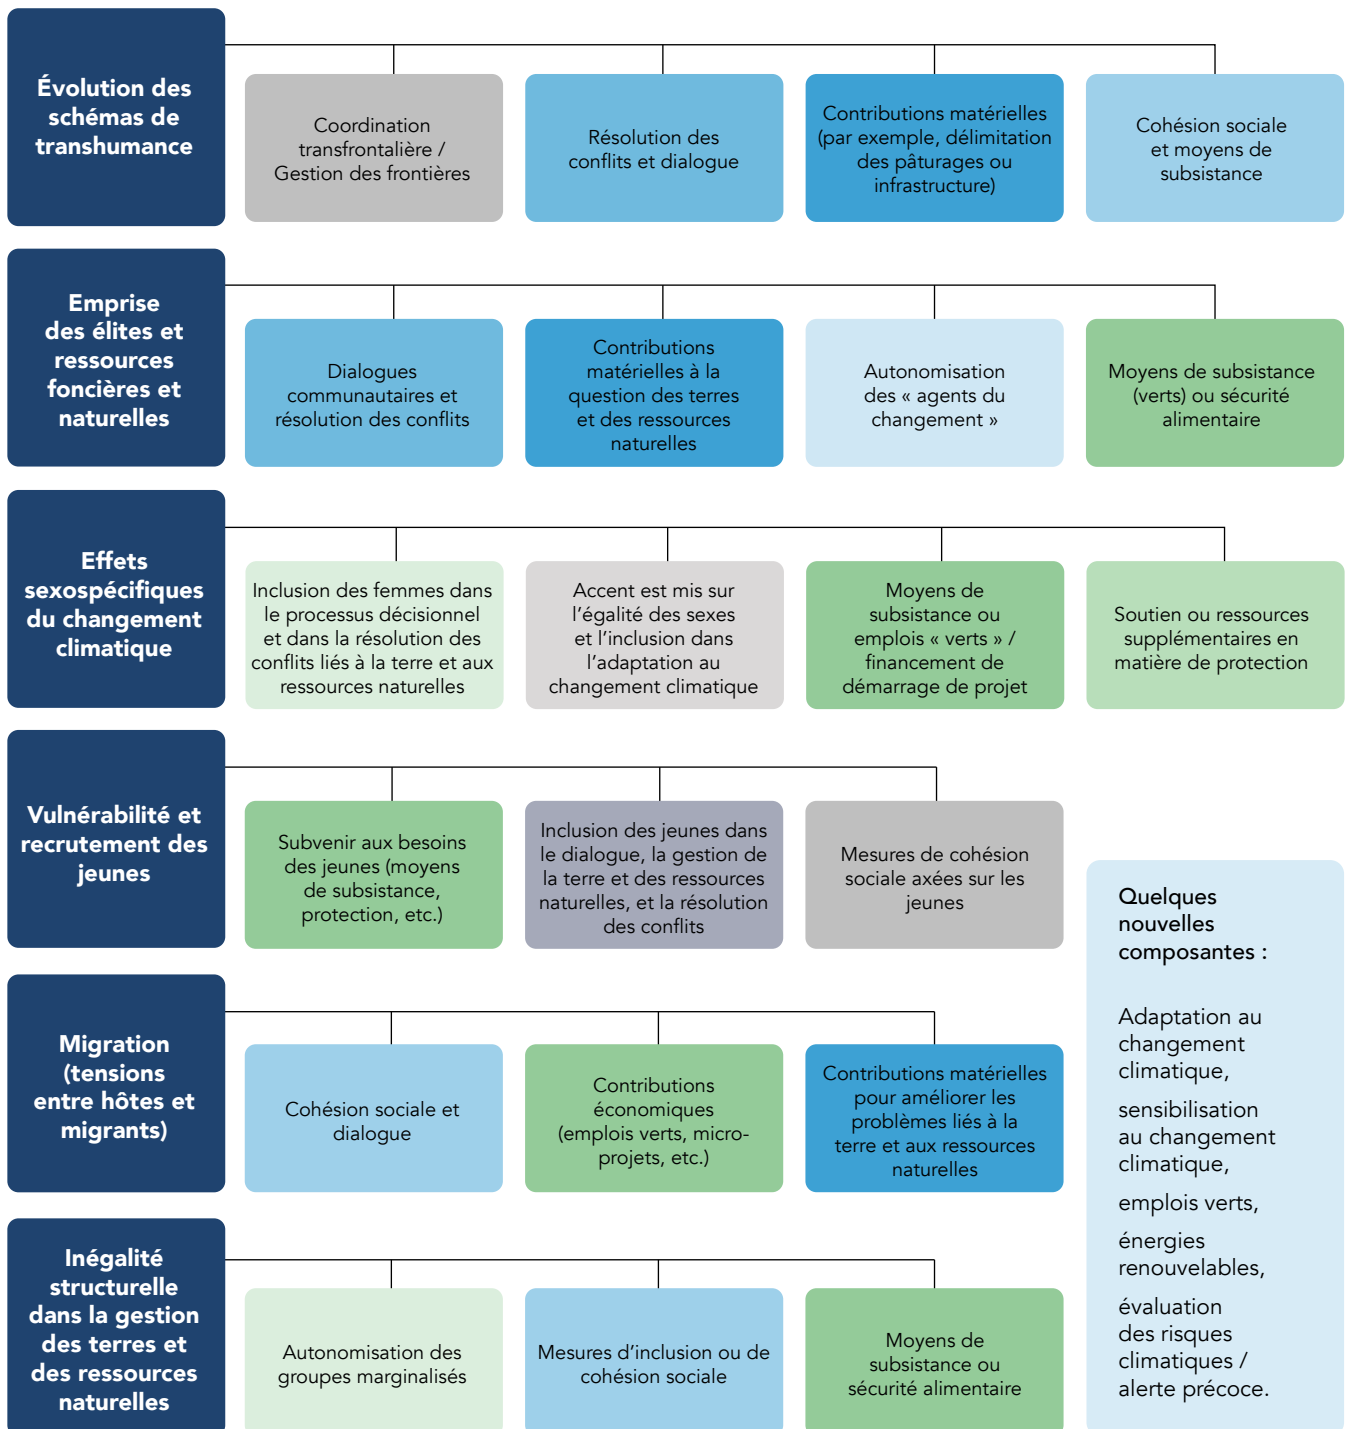 Évolution des
schémas de
transhumance
Coordination
transfrontalière /
Gestion des frontières
Résolution des
conflits et dialogue
Contributions matérielles
(par exemple, délimitation
des pâturages ou
infrastructure)
Cohésion sociale
et moyens de
subsistance
Emprise
des élites et
ressources
foncières et
naturelles
Dialogues
communautaires et
résolution des conflits
Contributions
matérielles à la
question des terres
et des ressources
naturelles
Autonomisation
des « agents du
changement »
Moyens de subsistance
(verts) ou sécurité
alimentaire
Effets
sexospécifiques
du changement
climatique
Inclusion des femmes dans
le processus décisionnel
et dans la résolution des
conflits liés à la terre et aux
ressources naturelles
Accent est mis sur
l’égalité des sexes
et l’inclusion dans
l’adaptation au
changement climatique
Moyens de
subsistance ou
emplois « verts » /
financement de
démarrage de projet
Soutien ou ressources
supplémentaires en
matière de protection
Vulnérabilité et
recrutement des
jeunes
Subvenir aux besoins
des jeunes (moyens
de subsistance,
protection, etc.)
Inclusion des jeunes dans
le dialogue, la gestion de
la terre et des ressources
naturelles, et la résolution
des conflits
Mesures de cohésion
sociale axées sur les
jeunes
Migration
(tensions
entre hôtes et
migrants)
Cohésion sociale et
dialogue
Contributions
économiques
(emplois verts, micro-
projets, etc.)
Contributions matérielles
pour améliorer les
problèmes liés à la
terre et aux ressources
naturelles
Inégalité
structurelle
dans la gestion
des terres et
des ressources
naturelles
Autonomisation des
groupes marginalisés
Mesures d’inclusion ou de
cohésion sociale
Moyens de
subsistance ou
sécurité alimentaire
Quelques
nouvelles
composantes :
Adaptation au
changement
climatique,
sensibilisation
au changement
climatique,
emplois verts,
énergies
renouvelables,
évaluation
des risques
climatiques /
alerte précoce.